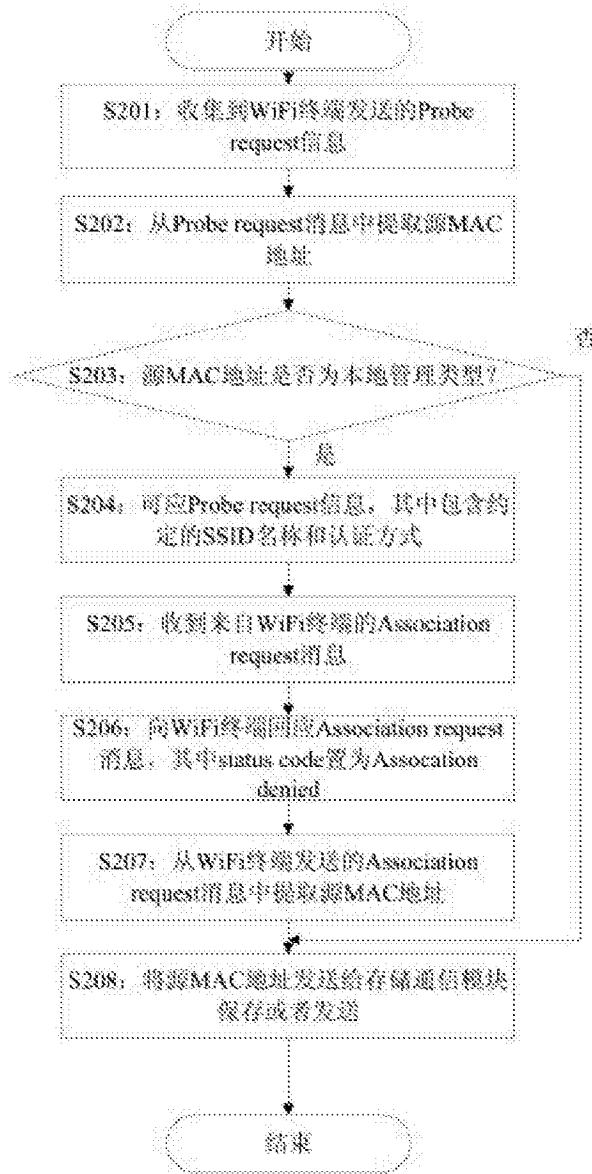 开始
S201：收集到WiFi终端发送的Probe
request信息
S202：从Probe request消息中提取源MAC
地址
否
S203：源MAC地址是否为本地管理类型？
是
S204：可应Probe request信息，其中包含约
定的SSID名称和认证方式
S205：收到来自WiFi终端的Association
request消息
S206：向WiFi终端回应Association request
消息，其中status code置为Assocation
denied
S207：从WiFi终端发送的Association
request消息中提取源MAC地址
S208：将源MAC地址发送给存储通信模块
保存或者发送
结束